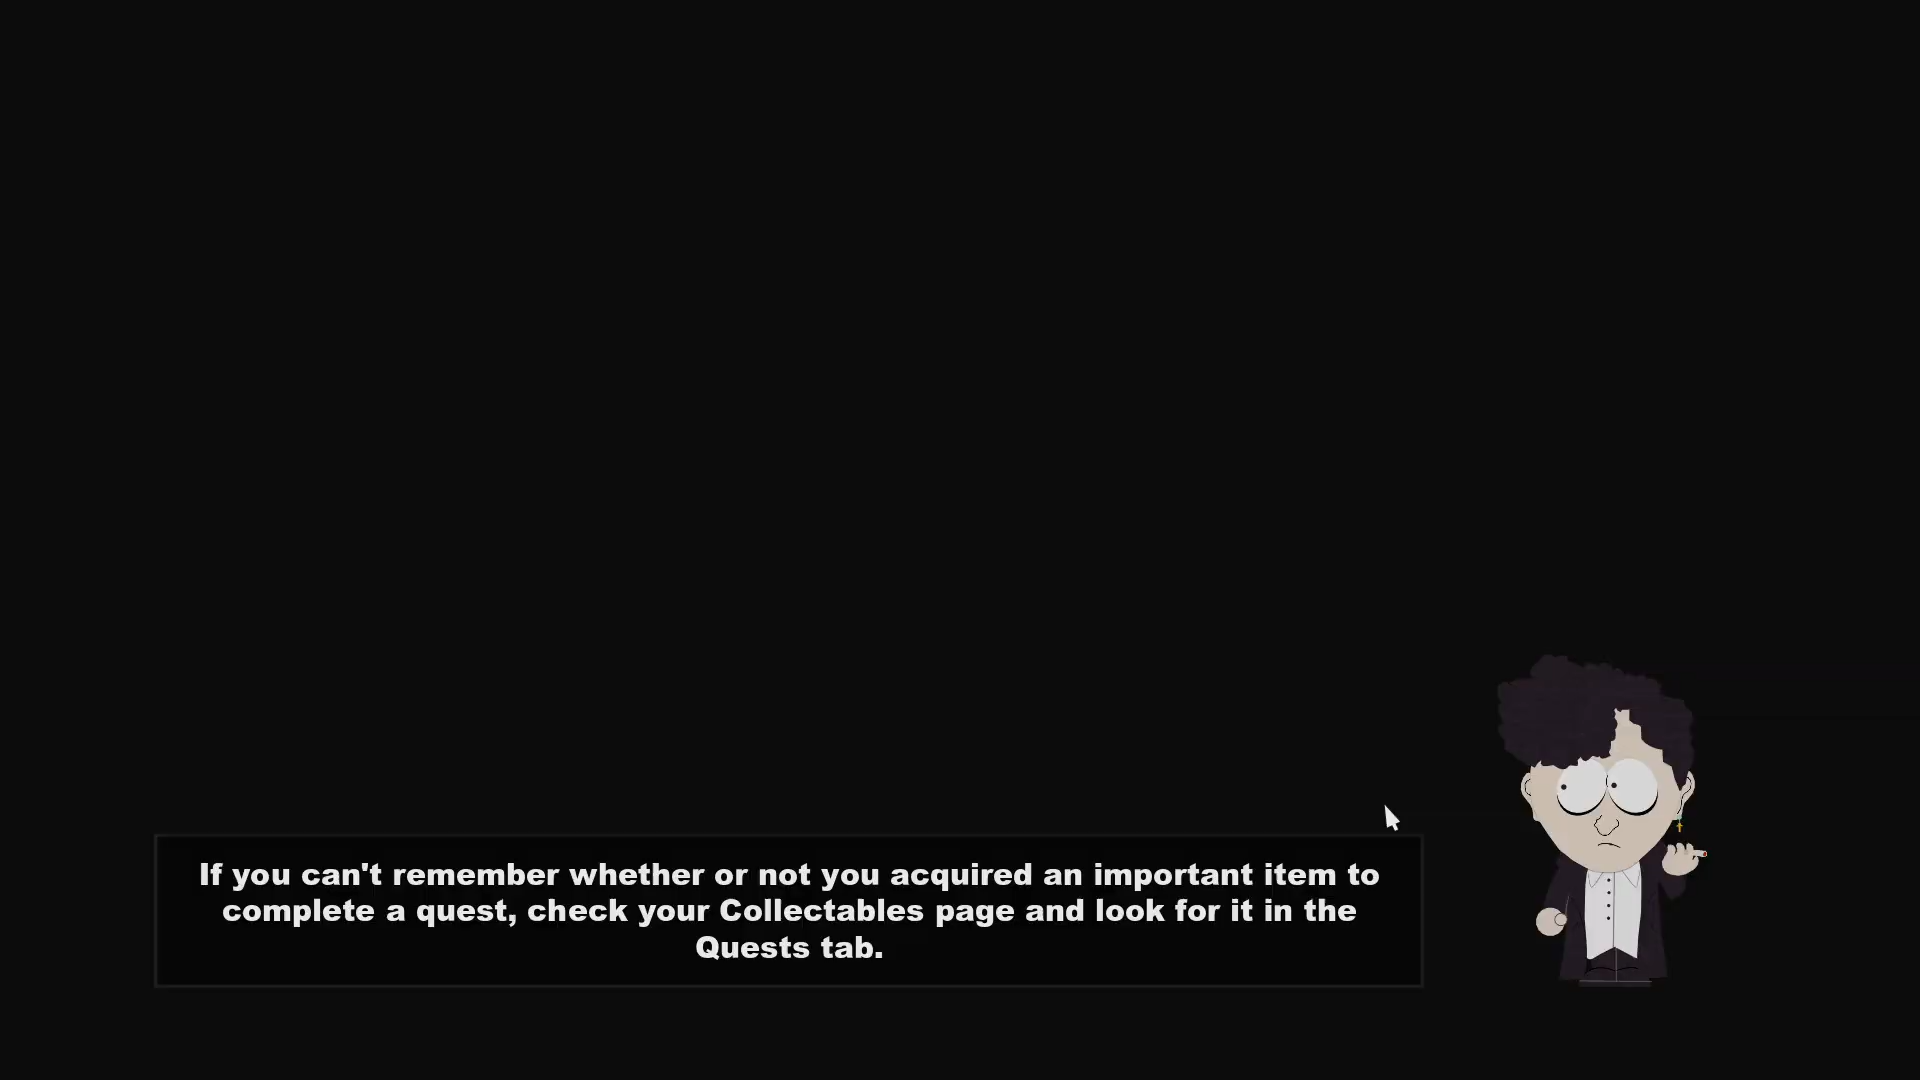 If you can't remember whether or not you acquired an important item to
complete a quest, check your Collectables page and look for it in the
Quests tab.